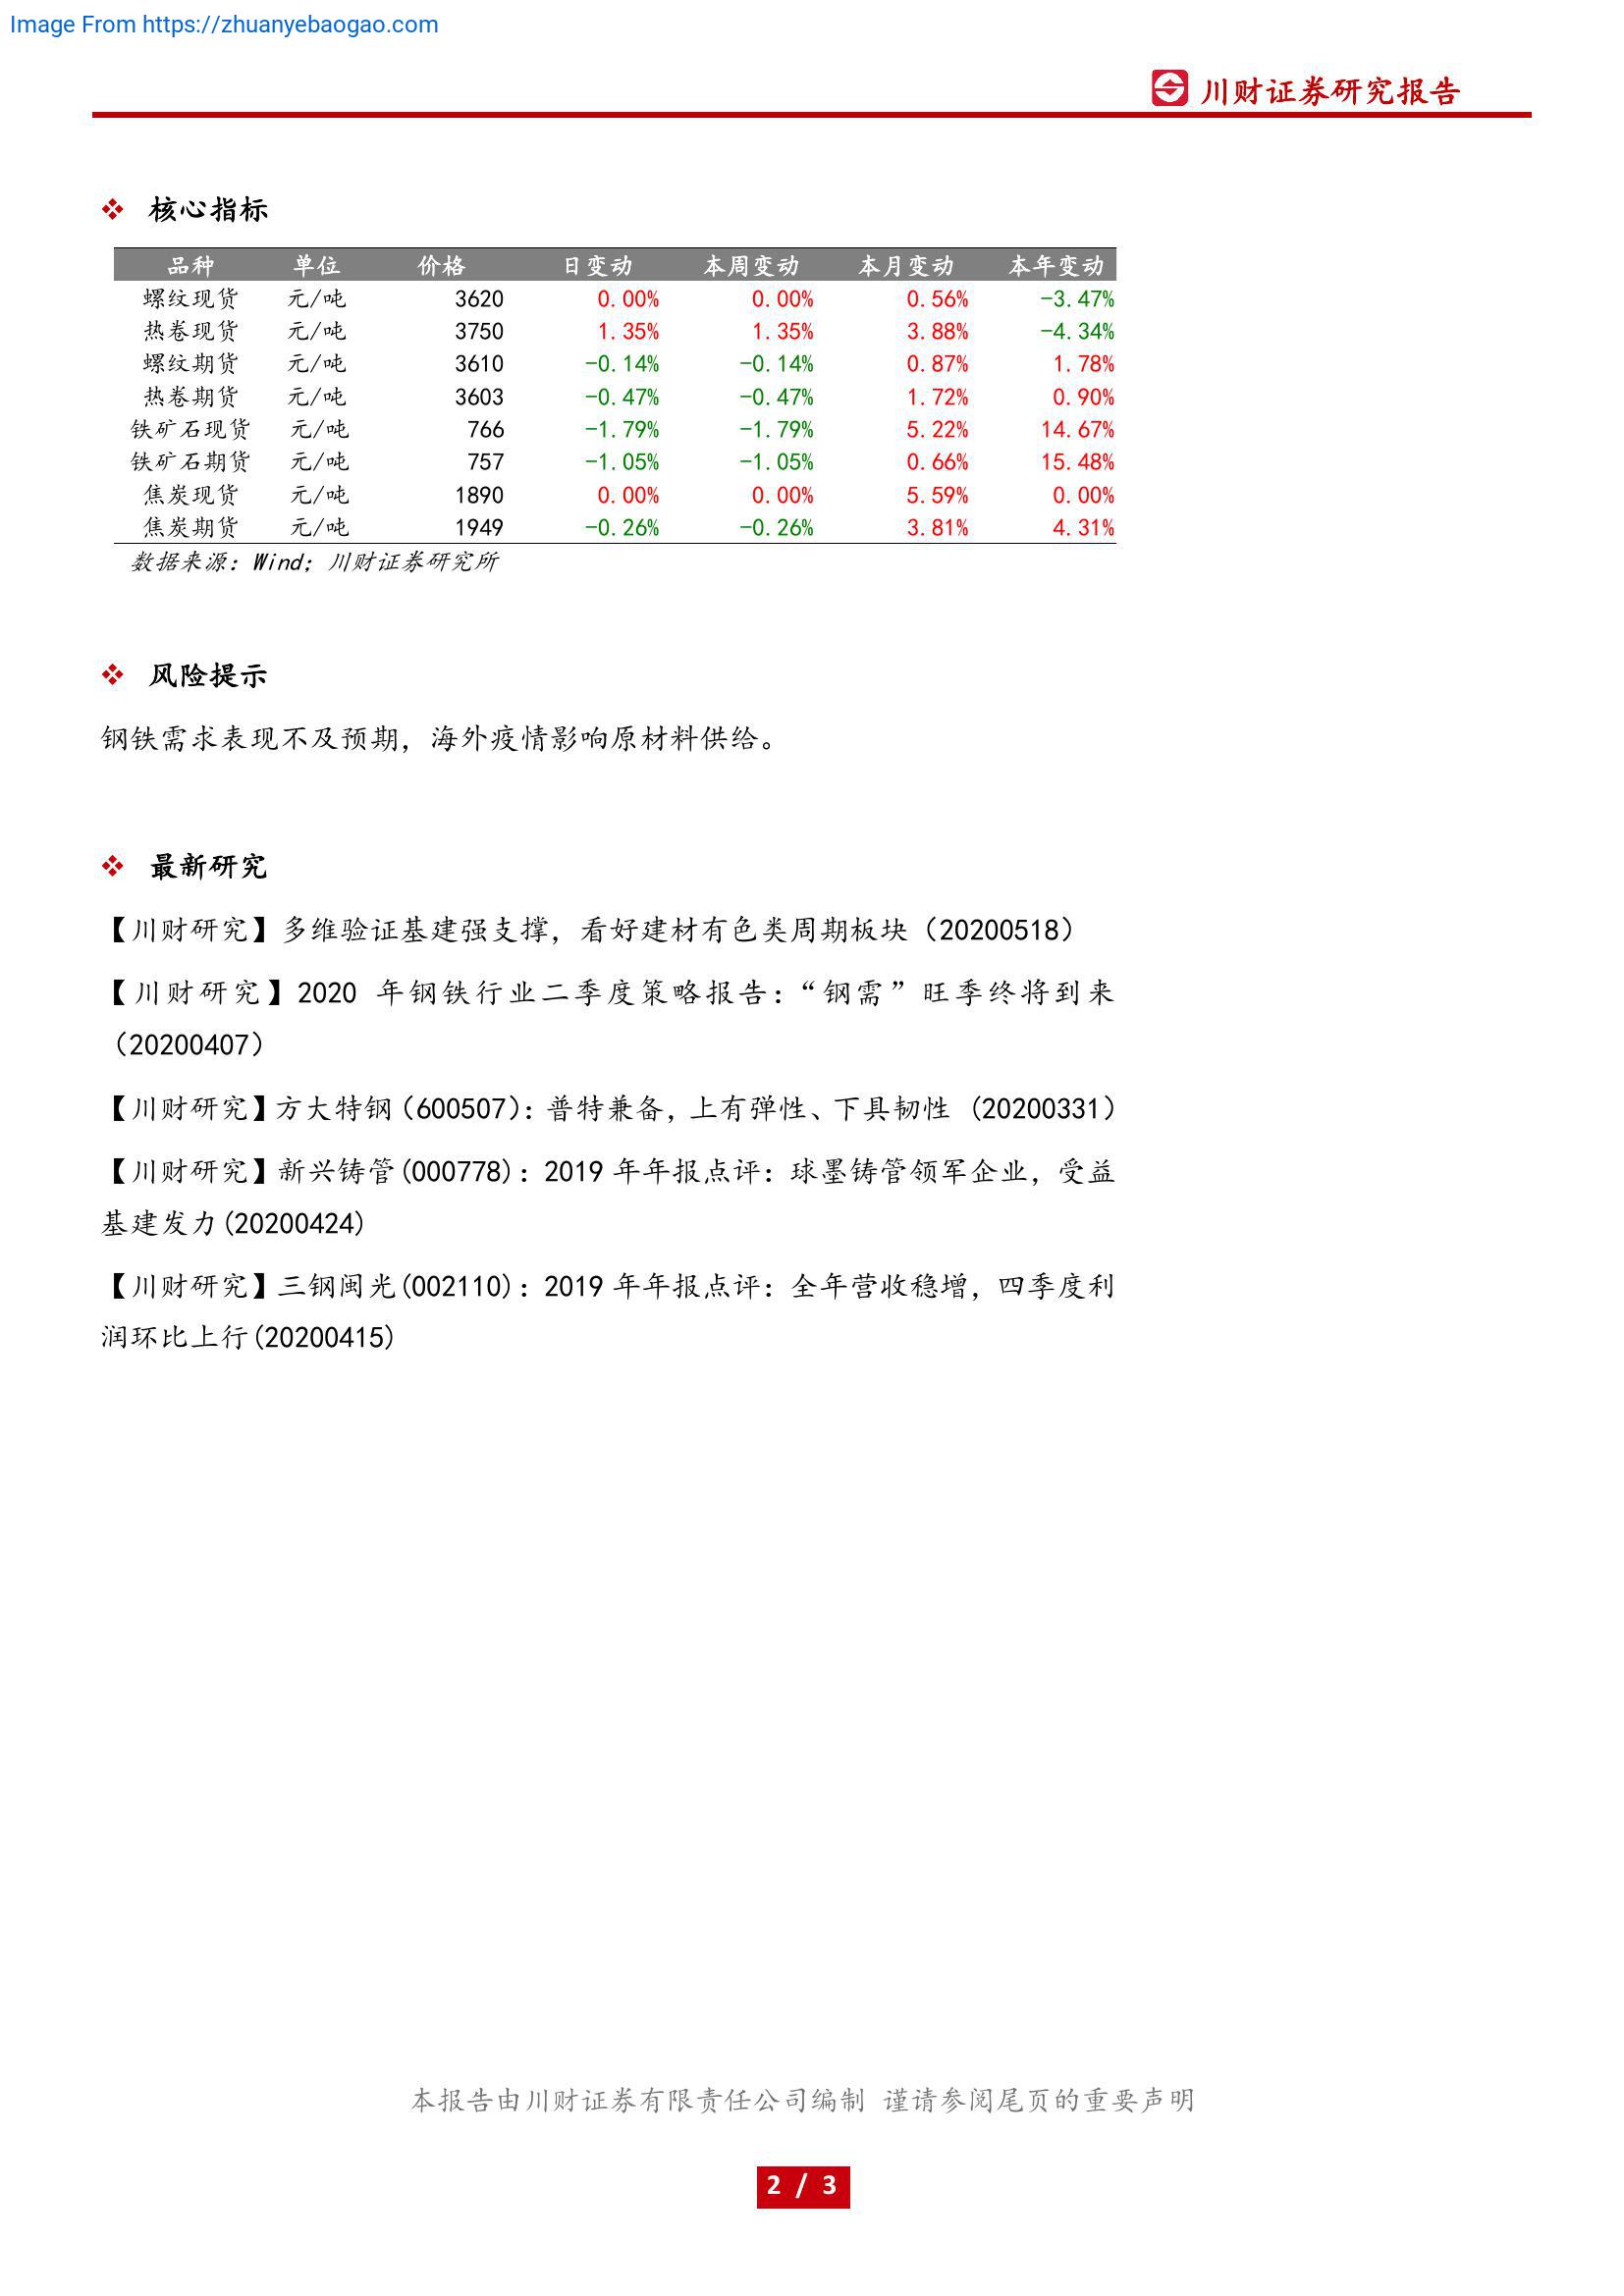 Image From https://zhuanyebaogao.com
川财证券研究报告
核心指标
品种 单位 价格 日变动 本周变动 本月变动 本年变动
螺纹现货 元/吨 3620 0.00% 0.00% 0.56% -3.47%
热卷现货 元/吨 3750 1.35% 1.35% 3.88% -4.34%
螺纹期货 元/吨 3610 -0.14% -0.14% 0.87% 1.78%
热卷期货 元/吨 3603 -0.47% -0.47% 1.72% 0.90%
铁矿石现货 元/吨 766 -1.79% -1.79% 5.22% 14.67%
铁矿石期货 元/吨 757 -1.05% -1.05% 0.66% 15.48%
焦炭现货 元/吨 1890 0.00% 0.00% 5.59% 0.00%
焦炭期货 元/吨 1949 -0.26% -0.26% 3.81% 4.31%
数据来源：Wind；川财证券研究所
风险提示
钢铁需求表现不及预期，海外疫情影响原材料供给。
最新研究
【川财研究】多维验证基建强支撑，看好建材有色类周期板块（20200518）
【川财研究】2020 年钢铁行业二季度策略报告：“钢需”旺季终将到来
（20200407）
【川财研究】方大特钢（600507）：普特兼备，上有弹性、下具韧性 (20200331)
【川财研究】新兴铸管(000778)：2019 年年报点评：球墨铸管领军企业，受益
基建发力(20200424)
【川财研究】三钢闽光(002110)：2019 年年报点评：全年营收稳增，四季度利
润环比上行(20200415)
本报告由川财证券有限责任公司编制 谨请参阅尾页的重要声明
2 / 3